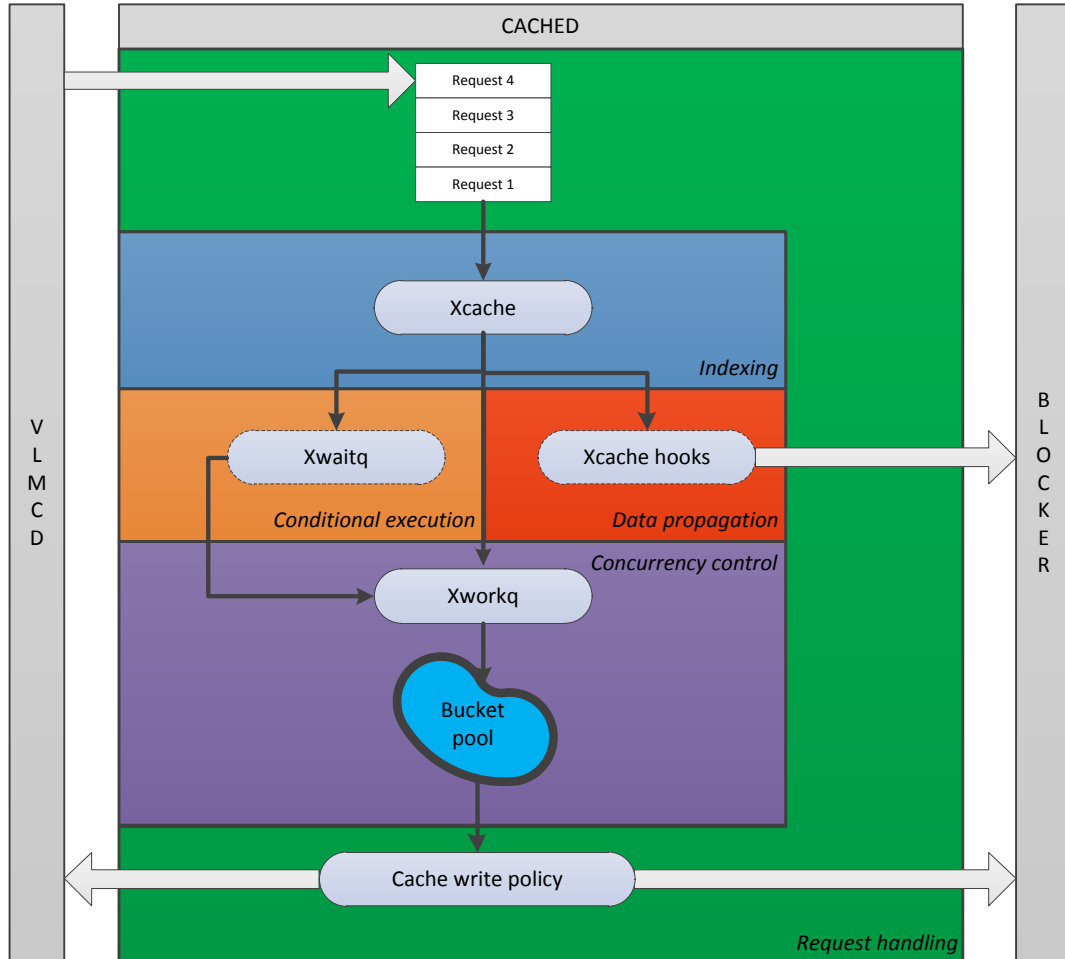 CACHED
Request 4
Request 3
Request 2
Request 1
Xcache
Indexing
V
L
M
C
D
B
L
O
C
K
E
R
Xwaitq
Xcache hooks
Conditional execution
Data propagation
Concurrency control
Xworkq
Bucket
pool
Cache write policy
Request handling